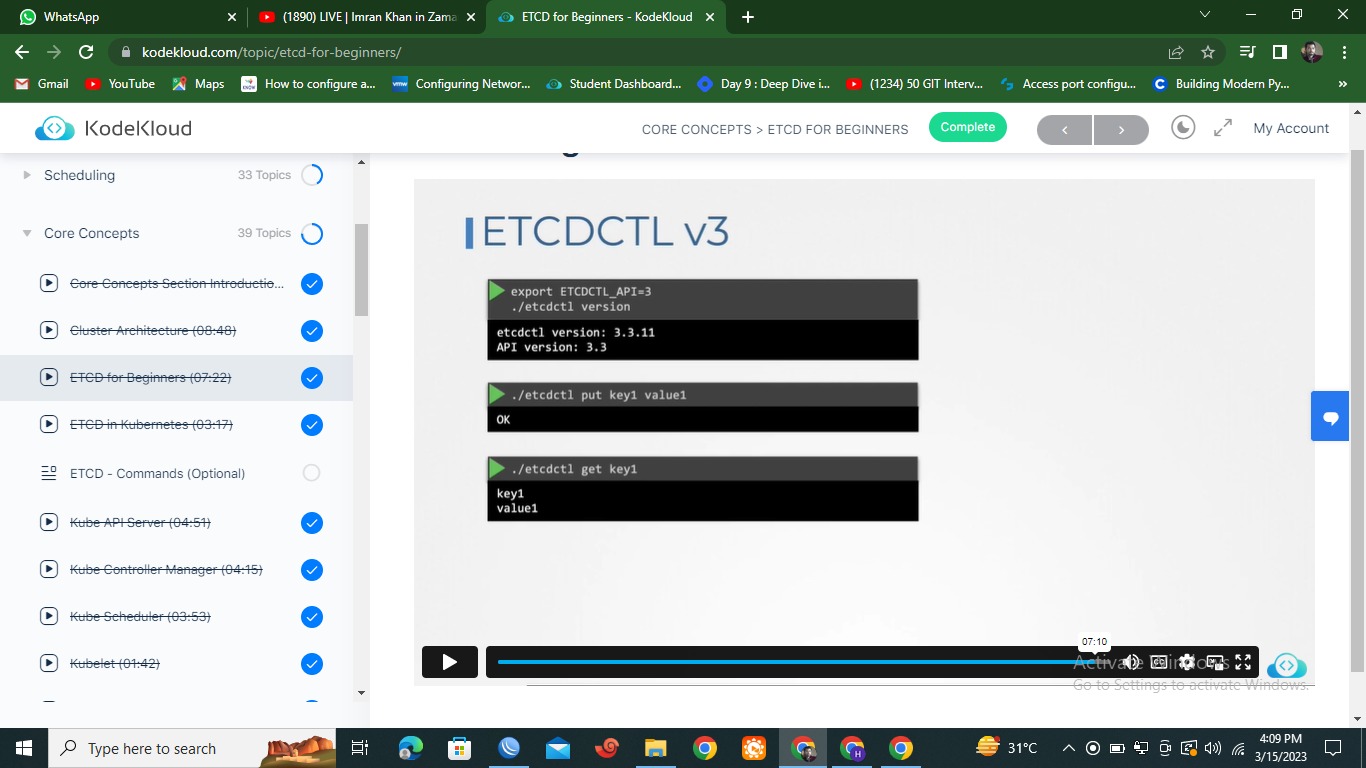 WhatsApp
(1890) LIVE | Imran Khan in Zama
ETCD for Beginners - KodeKloud
kodekloud.com/topic/etcd-for-beginners/
Gmail
YouTube
Maps
How to configure a...
Configuring Networ...
Student Dashboard...
Day 9 : Deep Dive i...
(1234) 50 GIT Interv...
Access port configu...
Building Modern Py...
»
KodeKloud
CORE CONCEPTS > ETCD FOR BEGINNERS
Complete
My Account
Scheduling
33 Topics
Core Concepts
39 Topics
Core Concepts Section Introductio...
Cluster Architecture (08:48)
ETCD for Beginners (07:22)
ETCD in Kubernetes (03:17)
ETCD - Commands (Optional)
Kube API Server (04:51)
Kube Controller Manager (04:15)
Kube Scheduler (03:53)
Kubelet (01:42)
ETCDCTL v3
export ETCDCTL_API=3
./etcdctl version
etcdctl version: 3.3.11
API version: 3.3
./etcdctl put key1 value1
OK
./etcdctl get key1
key1
value1
07:10
Activate Windows
Go to Settings to activate Windows.
Type here to search
31°C
4:09 PM
3/15/2023